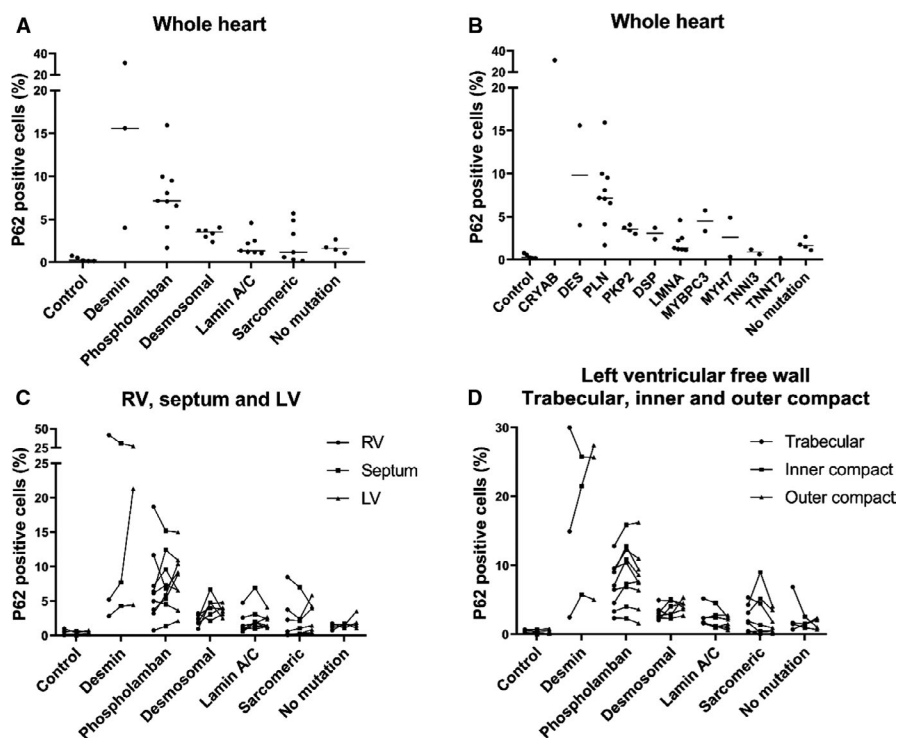 A
Whole heart
P62 positive cells (%)
40
20
20
15
10
5
0
Control
Desmin
Phospholamban
Desmosomal
Lamin A/C
Sarcomeric
No mutation
B
Whole heart
P62 positive cells (%)
40
20
20
15
10
5
0
Control
CRYAB
DES
PLN
PKP2
DSP
LMNA
MYBPC3
MYH7
TNNI3
TNNT2
No mutation
C
RV, septum and LV
P62 positive cells (%)
50
25
25
20
15
10
5
0
RV
Septum
LV
Control
Desmin
Phospholamban
Desmosomal
Lamin A/C
Sarcomeric
No mutation
D
Left ventricular free wall
Trabecular, inner and outer compact
P62 positive cells (%)
30
20
10
0
Trabecular
Inner compact
Outer compact
Control
Desmin
Phospholamban
Desmosomal
Lamin A/C
Sarcomeric
No mutation